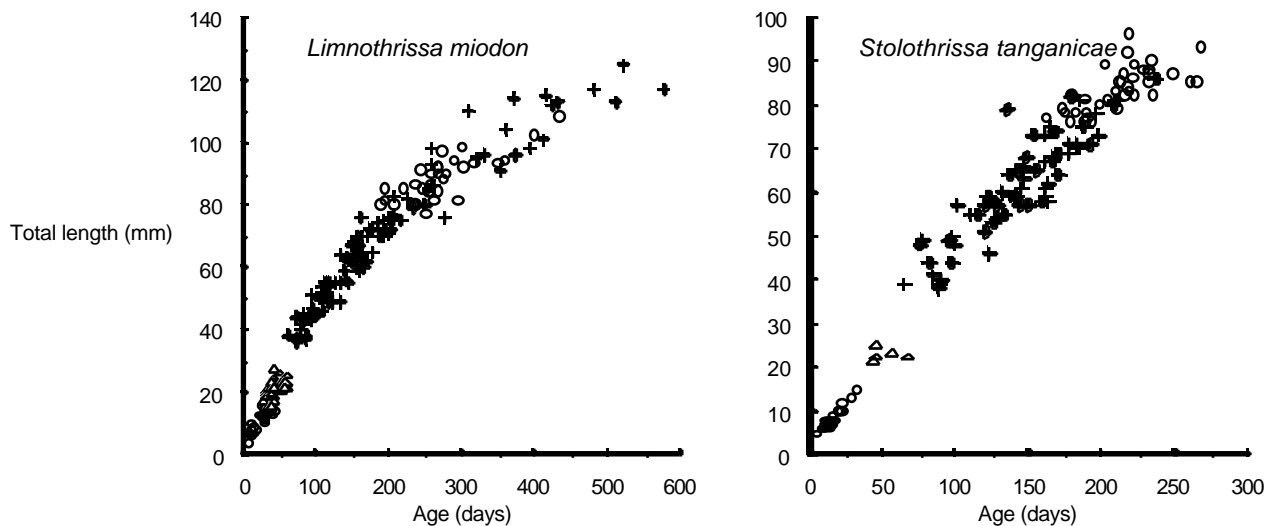 Limnothrissa miodon
140
120
100
80
60
40
20
0
0 100 200 300 400 500 600
Age (days)
Total length (mm)
Stolothrissa tanganicae
100
90
80
70
60
50
40
30
20
10
0
0 50 100 150 200 250 300
Age (days)